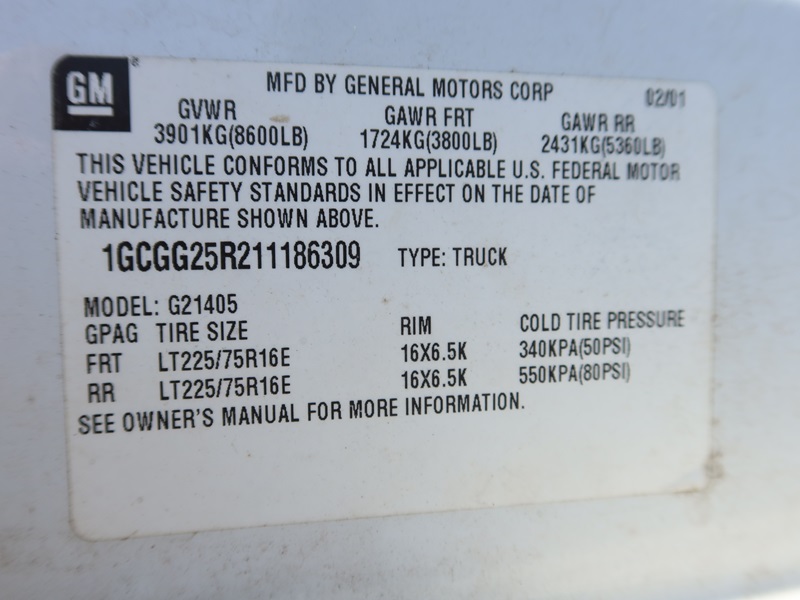 GM
MFD BY GENERAL MOTORS CORP 02/01
GVWR GAWR FRT GAWR RR
3901KG(8600LB) 1724KG(3800LB) 2431KG(5360LB)
THIS VEHICLE CONFORMS TO ALL APPLICABLE U.S. FEDERAL MOTOR
VEHICLE SAFETY STANDARDS IN EFFECT ON THE DATE OF
MANUFACTURE SHOWN ABOVE.
1GCGG25R211186309 TYPE: TRUCK
MODEL: G21405
GPAG TIRE SIZE RIM COLD TIRE PRESSURE
FRT LT225/75R16E 16X6.5K 340KPA(50PSI)
RR LT225/75R16E 16X6.5K 550KPA(80PSI)
SEE OWNER'S MANUAL FOR MORE INFORMATION.